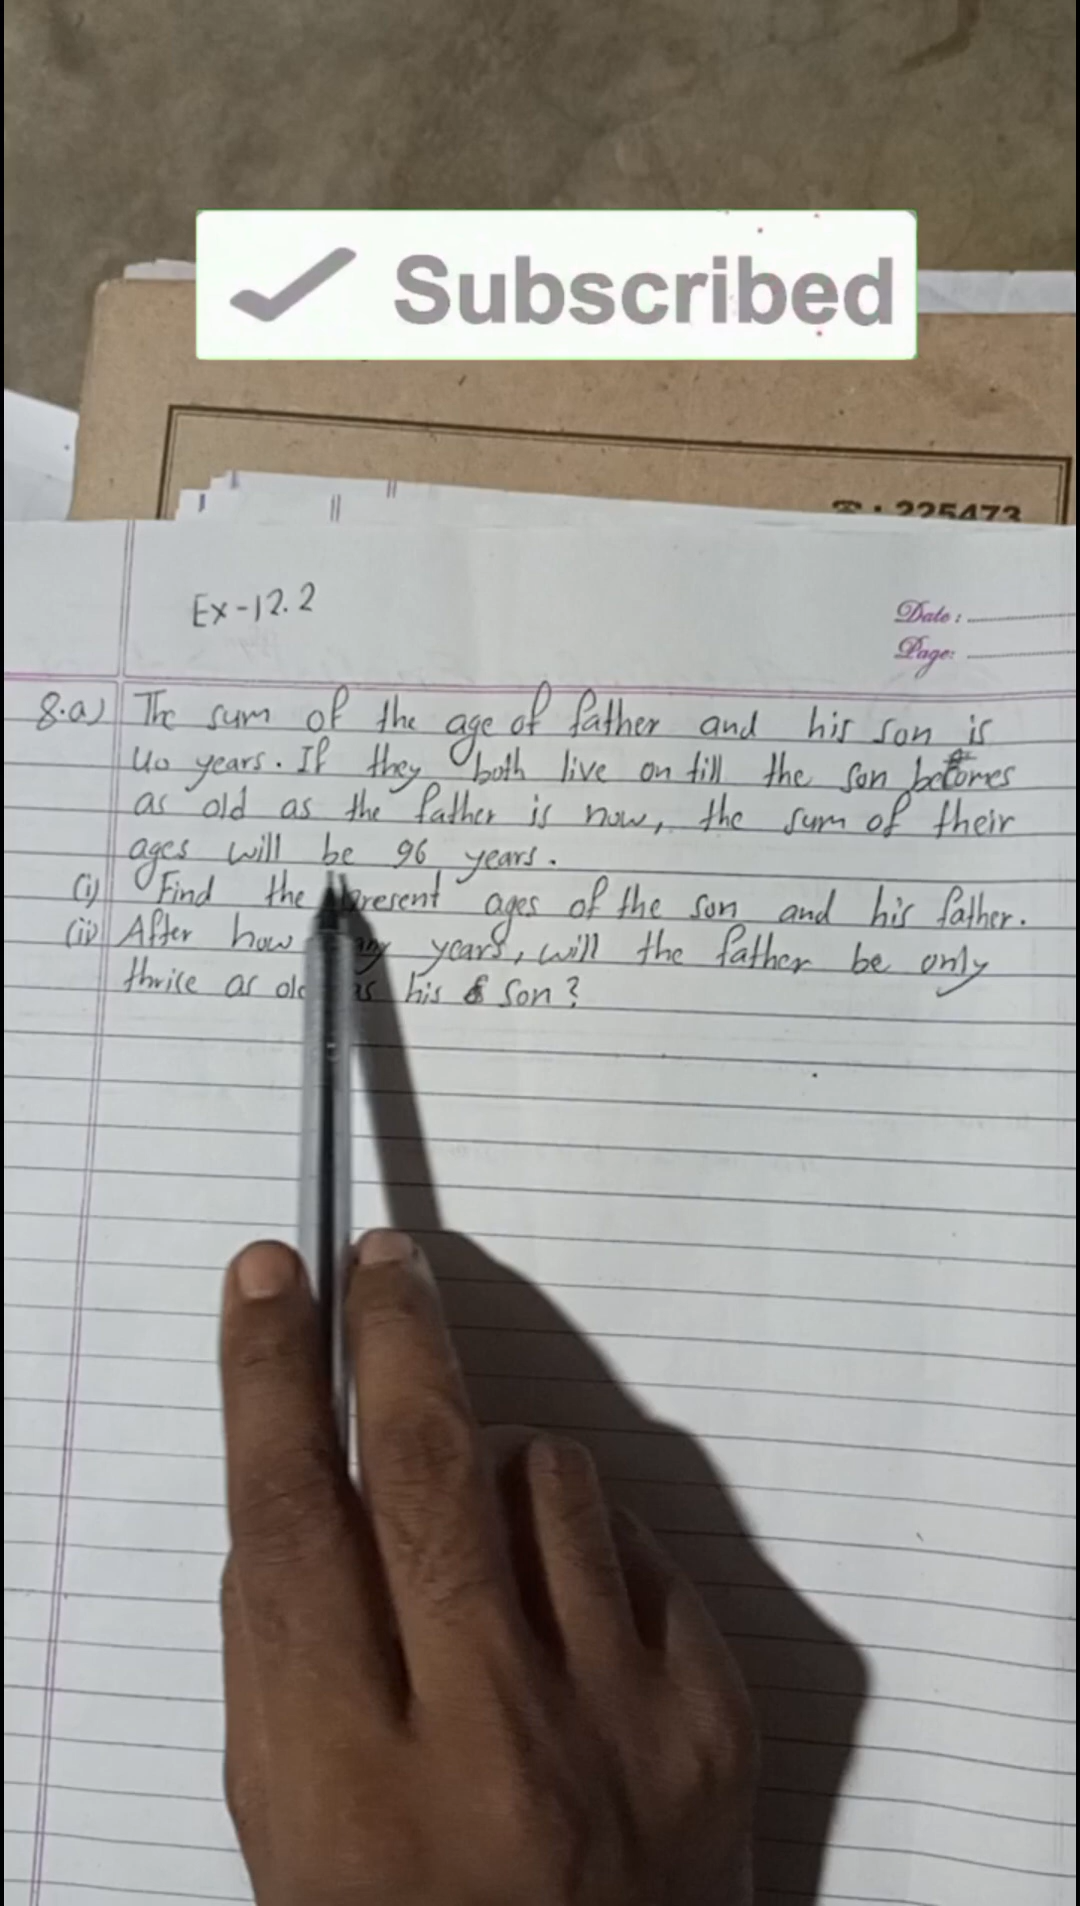 Subscribed
☎ : 225473
Ex-12.2
Date:
Page:
8.a) The sum of the age of father and his son is
40 years. If they both live on till the son becomes
as old as the father is now, the sum of their
ages will be 96 years.
(i) Find the present ages of the son and his father.
(ii) After how years, will the father be only
thrice as old as his son?